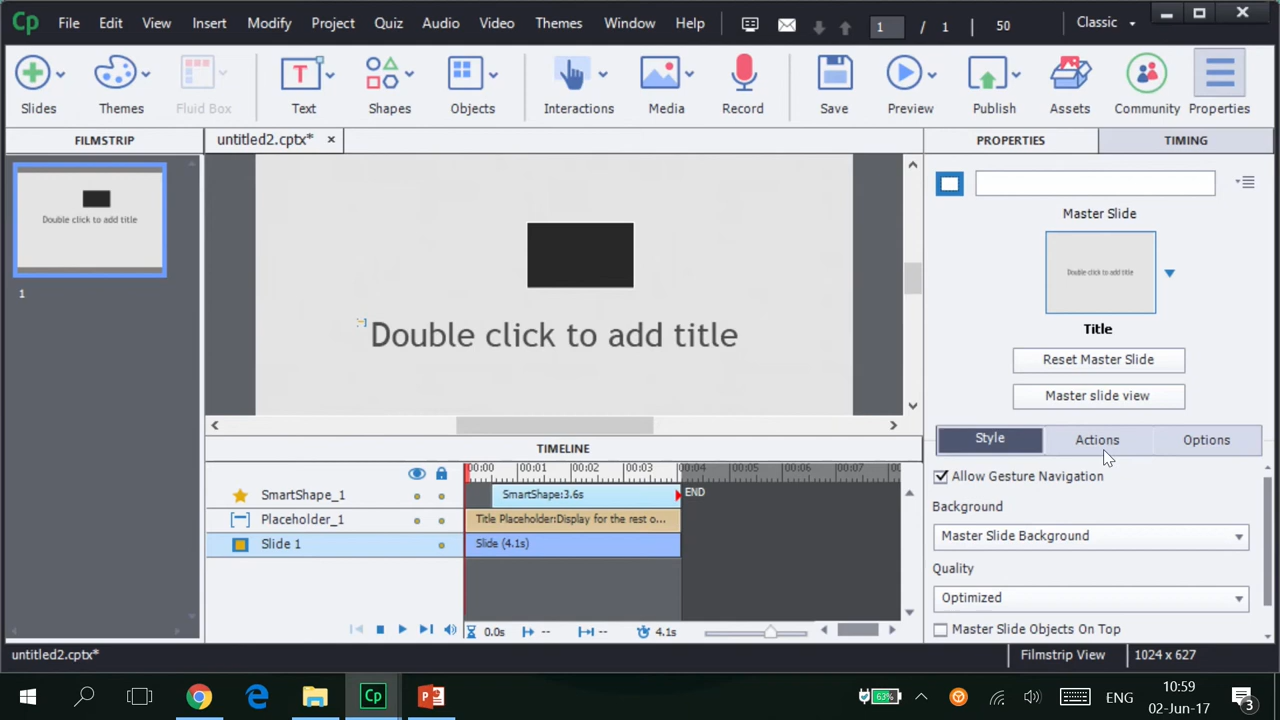 Cp File Edit View Insert Modify Project Quiz Audio Video Themes Window Help 1 / 1 50 Classic
Slides Themes Fluid Box Text Shapes Objects Interactions Media Record Save Preview Publish Assets Community Properties
FILMSTRIP untitled2.cptx* × PROPERTIES TIMING
Double click to add title
1
Double click to add title
Master Slide
Double click to add title
Title
Reset Master Slide
Master slide view
Style Actions Options
Allow Gesture Navigation
Background
Master Slide Background
Quality
Optimized
Master Slide Objects On Top
TIMELINE
00:00 00:01 00:02 00:03 00:04 00:05 00:06 00:07
SmartShape_1 SmartShape:3.6s END
Placeholder_1 Title Placeholder:Display for the rest o...
Slide 1 Slide (4.1s)
0.0s -- -- 4.1s
untitled2.cptx* Filmstrip View 1024 x 627
Cp 63% ENG 10:59
02-Jun-17 3